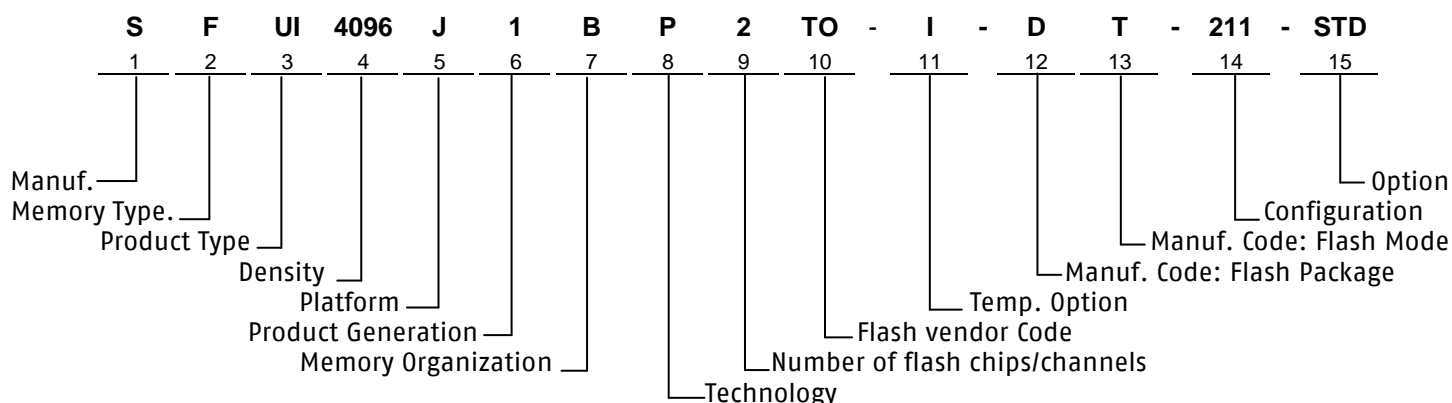 S F UI 4096 J 1 B P 2 TO - I - D T - 211 - STD
1 2 3 4 5 6 7 8 9 10 11 12 13 14 15
Manuf. Option
Memory Type. Configuration
Product Type Manuf. Code: Flash Mode
Density Manuf. Code: Flash Package
Platform Temp. Option
Product Generation Flash vendor Code
Memory Organization Number of flash chips/channels
Technology